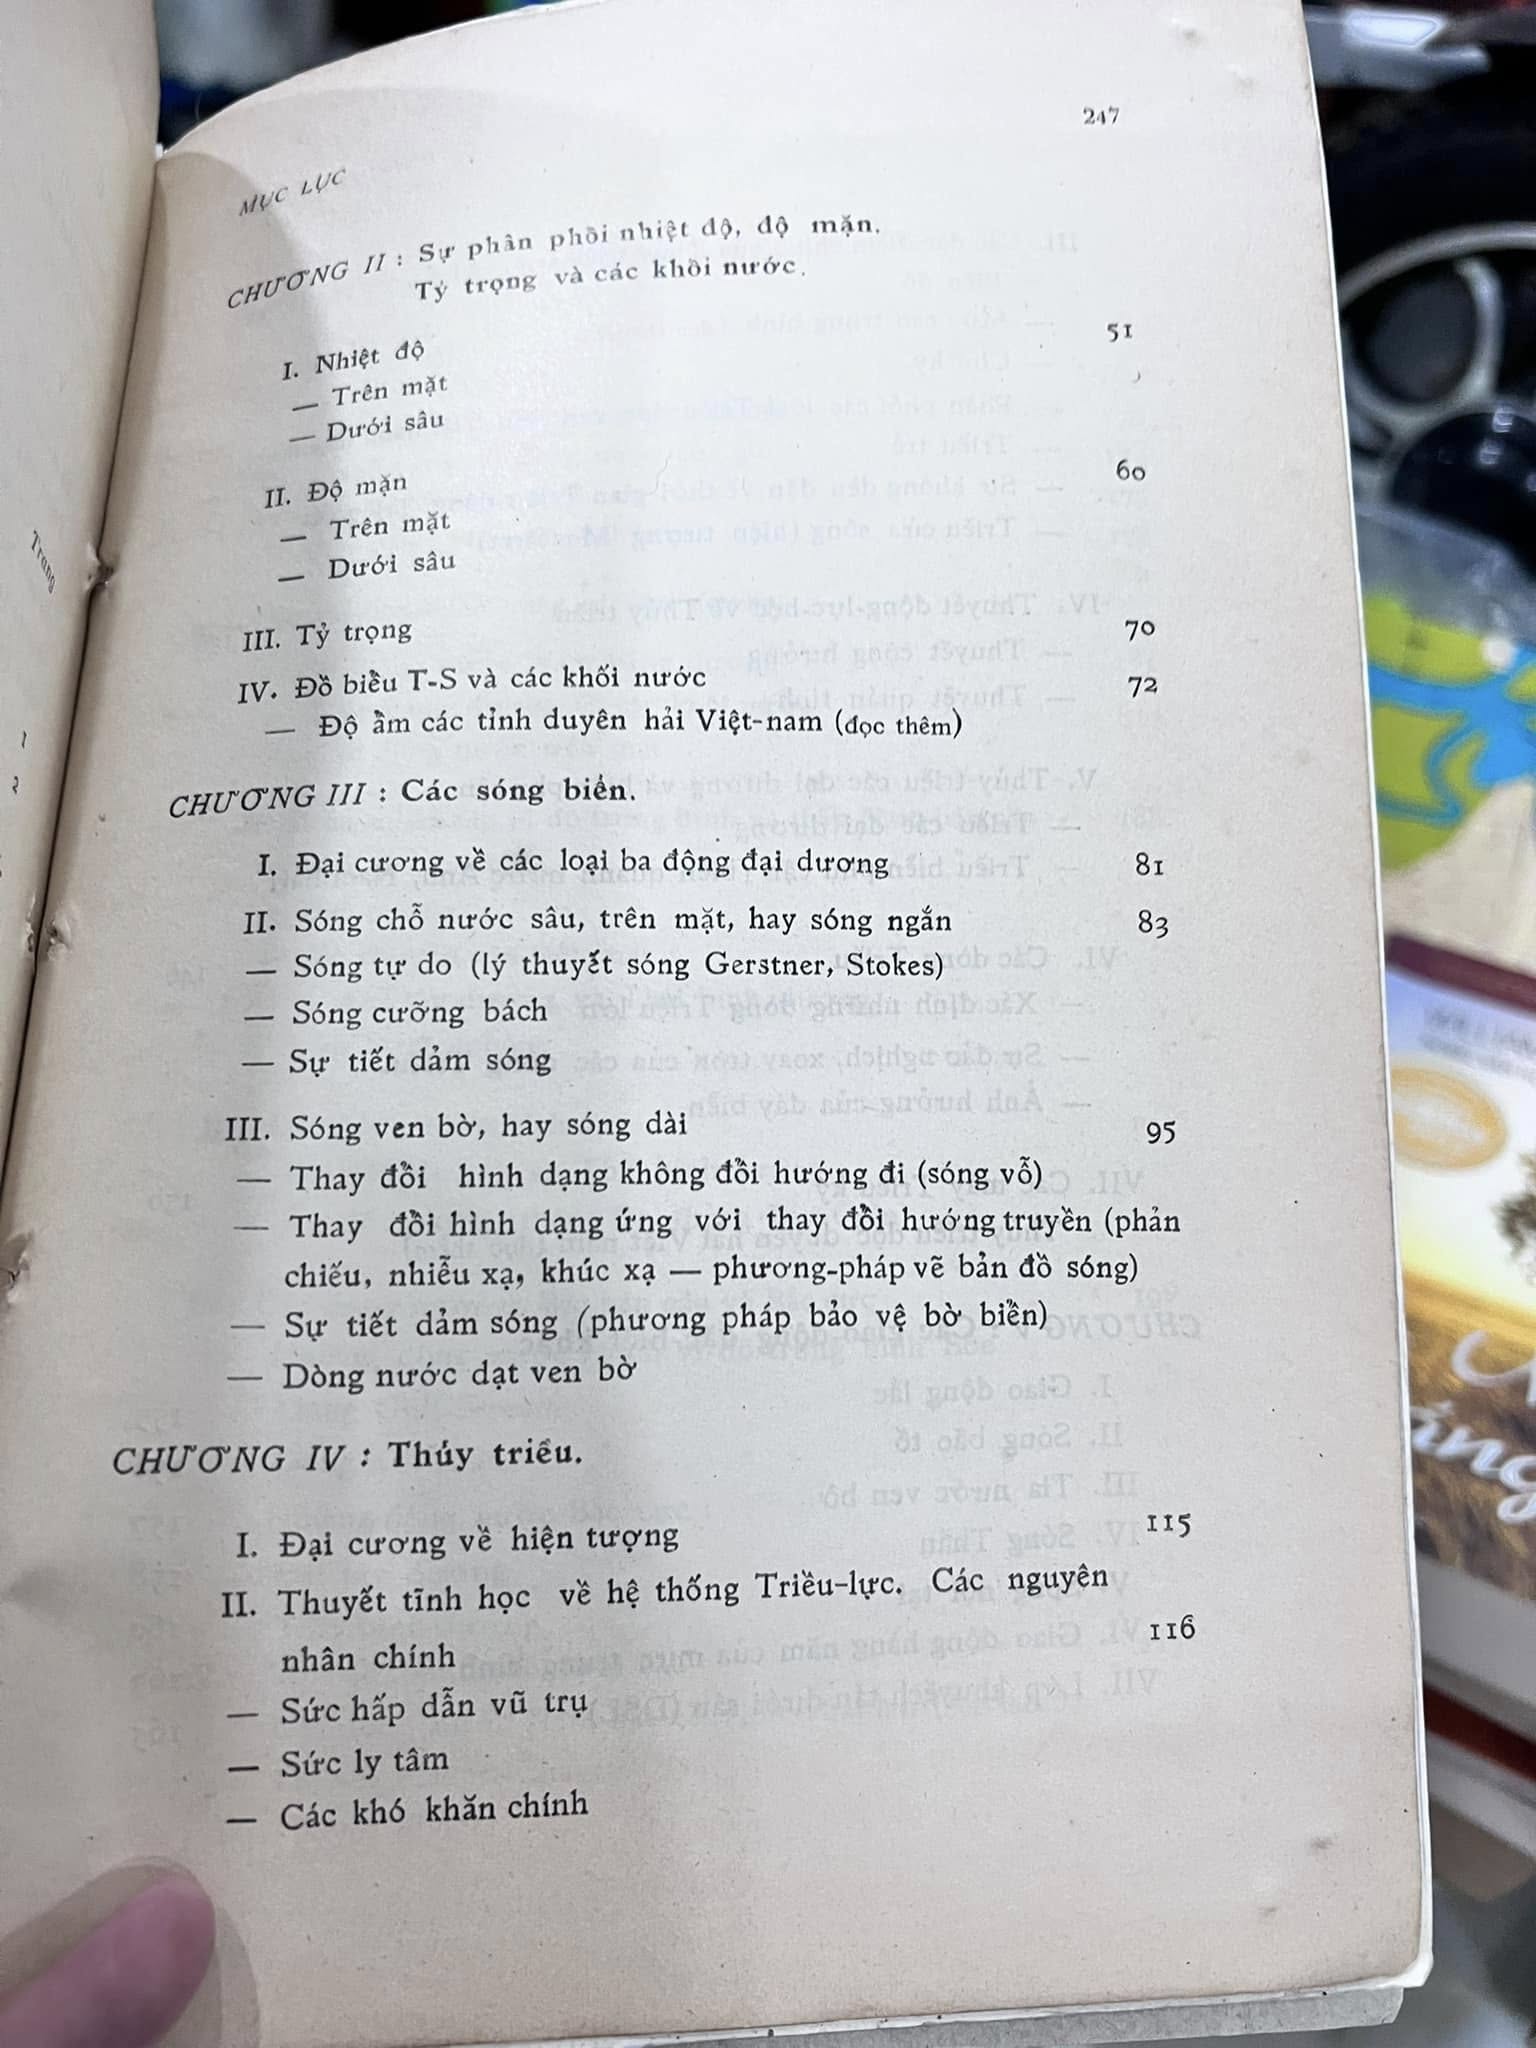 247
MỤC LỤC
CHƯƠNG II : Sự phân phối nhiệt độ, độ mặn.
Tỷ trọng và các khối nước.
I. Nhiệt độ 51
— Trên mặt
— Dưới sâu
II. Độ mặn 60
— Trên mặt
— Dưới sâu
III. Tỷ trọng 70
IV. Đồ biểu T-S và các khối nước 72
— Độ ẩm các tỉnh duyên hải Việt-nam (đọc thêm)
CHƯƠNG III : Các sóng biển.
I. Đại cương về các loại ba động đại dương 81
II. Sóng chỗ nước sâu, trên mặt, hay sóng ngắn 83
— Sóng tự do (lý thuyết sóng Gerstner, Stokes)
— Sóng cưỡng bách
— Sự tiết dảm sóng
III. Sóng ven bờ, hay sóng dài 95
— Thay đổi hình dạng không đổi hướng đi (sóng vỗ)
— Thay đổi hình dạng ứng với thay đổi hướng truyền (phản
chiếu, nhiễu xạ, khúc xạ — phương-pháp vẽ bản đồ sóng)
— Sự tiết dảm sóng (phương pháp bảo vệ bờ biển)
— Dòng nước dạt ven bờ
CHƯƠNG IV : Thủy triều.
I. Đại cương về hiện tượng 115
II. Thuyết tĩnh học về hệ thống Triều-lực. Các nguyên
nhân chính 116
— Sức hấp dẫn vũ trụ
— Sức ly tâm
— Các khó khăn chính
Trang
1
2